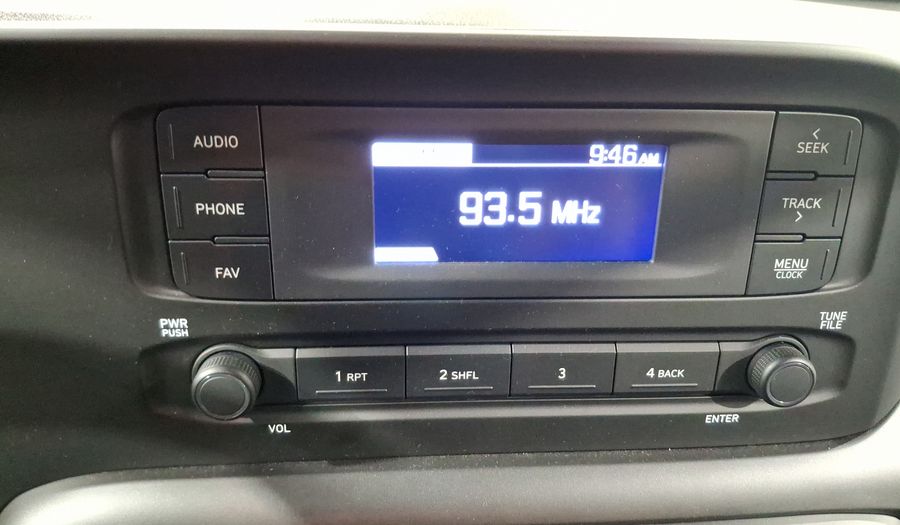 AUDIO
PHONE
FAV
9:46 AM
93.5 MHz
< SEEK
TRACK >
MENU
CLOCK
PWR
PUSH
VOL
1 RPT
2 SHFL
3
4 BACK
TUNE
FILE
ENTER